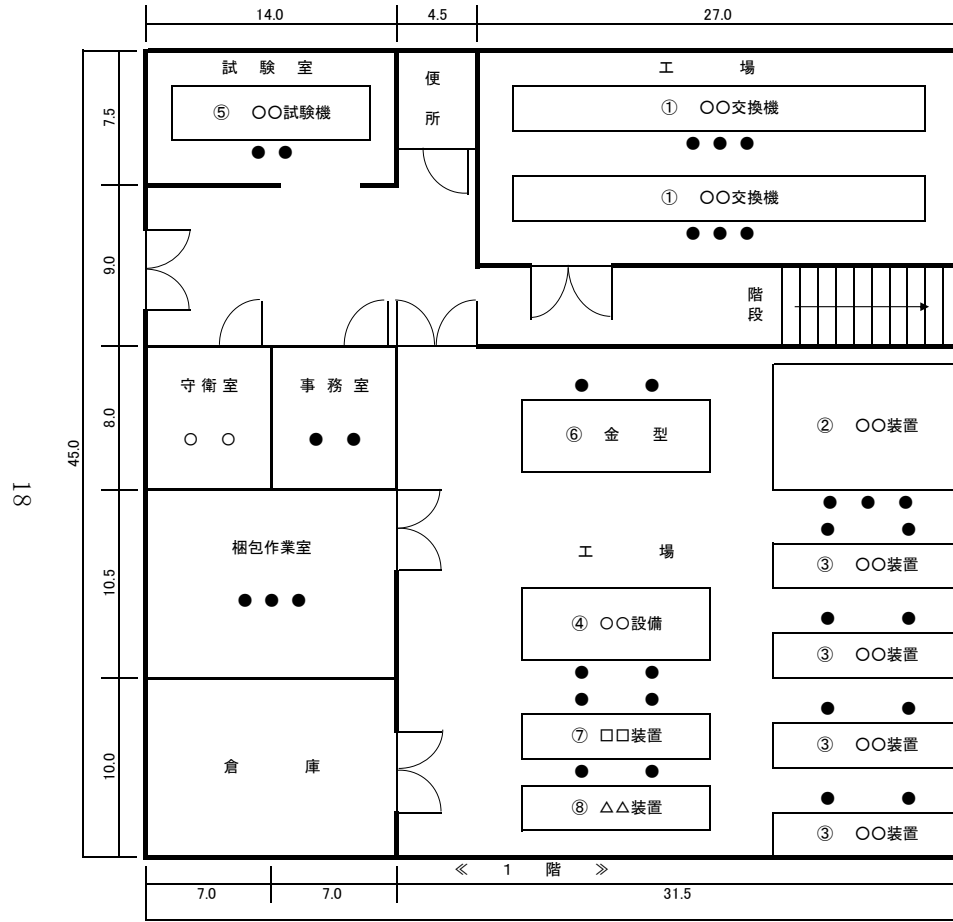 14.0 4.5 27.0
試 験 室
便
所
工 場
⑤ 〇〇試験機
① 〇〇交換機
7.5
① 〇〇交換機
9.0
階
段
守 衛 室
事 務 室
8.0
⑥ 金 型
② 〇〇装置
45.0
18
梱包作業室
工 場
③ 〇〇装置
10.5
④ 〇〇設備
③ 〇〇装置
⑦ □□装置
③ 〇〇装置
10.0
倉 庫
⑧ △△装置
③ 〇〇装置
≪ 1 階 ≫
7.0 7.0 31.5